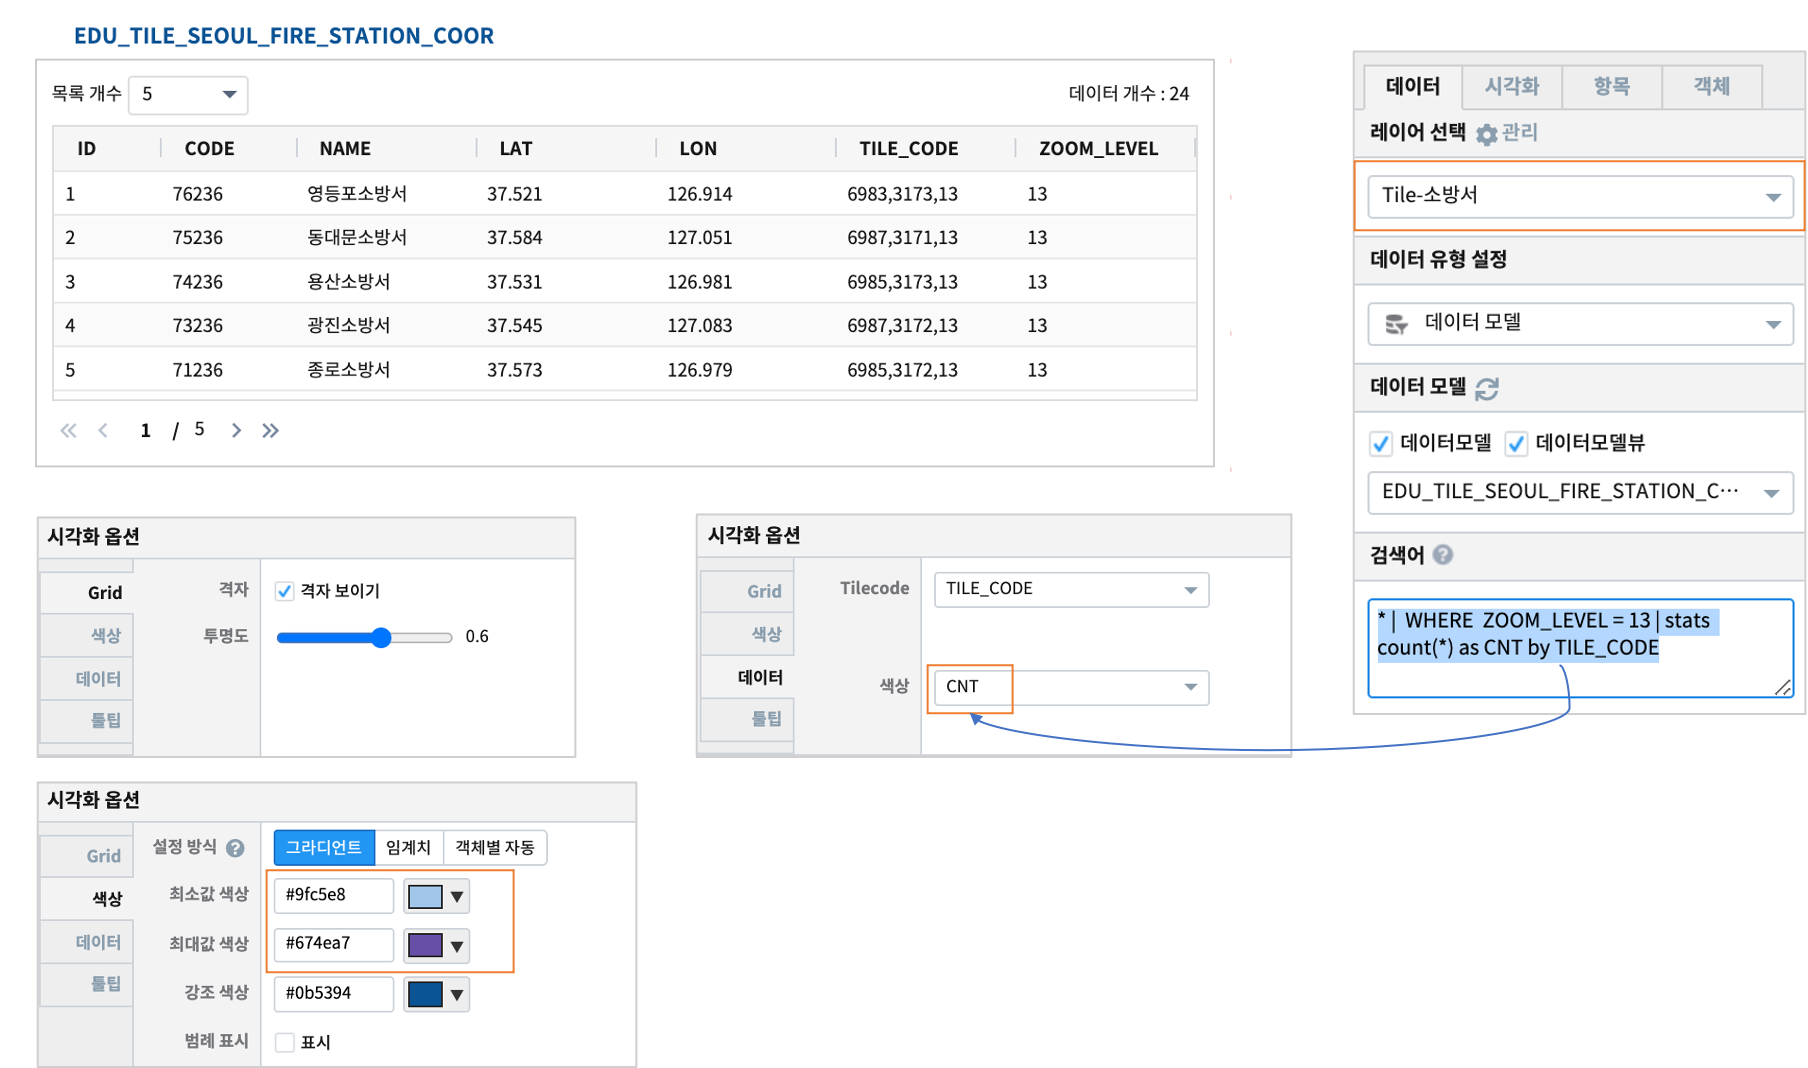 EDU_TILE_SEOUL_FIRE_STATION_COOR
목록 개수 5 데이터 개수 : 24
ID CODE NAME LAT LON TILE_CODE ZOOM_LEVEL
1 76236 영등포소방서 37.521 126.914 6983,3173,13 13
2 75236 동대문소방서 37.584 127.051 6987,3171,13 13
3 74236 용산소방서 37.531 126.981 6985,3173,13 13
4 73236 광진소방서 37.545 127.083 6987,3172,13 13
5 71236 종로소방서 37.573 126.979 6985,3172,13 13
1 / 5
데이터 시각화 항목 객체
레이어 선택 관리
Tile-소방서
데이터 유형 설정
데이터 모델
데이터 모델
데이터모델 데이터모델뷰
EDU_TILE_SEOUL_FIRE_STATION_C···
검색어 ?
* | WHERE ZOOM_LEVEL = 13 | stats
count(*) as CNT by TILE_CODE
시각화 옵션
Grid
색상
데이터
툴팁
격자 격자 보이기
투명도 0.6
시각화 옵션
Grid
색상
데이터
툴팁
Tilecode TILE_CODE
색상 CNT
시각화 옵션
Grid
색상
데이터
툴팁
설정 방식 ? 그라디언트 임계치 객체별 자동
최소값 색상 #9fc5e8
최대값 색상 #674ea7
강조 색상 #0b5394
범례 표시 표시